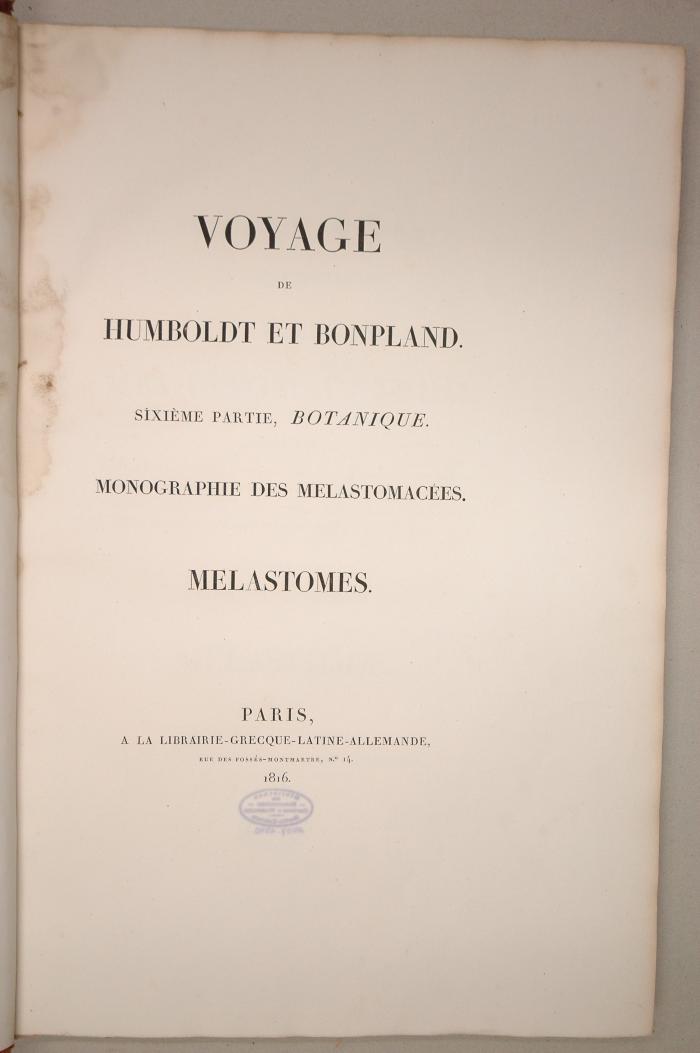 VOYAGE
DE
HUMBOLDT ET BONPLAND.
SIXIÈME PARTIE, BOTANIQUE.
MONOGRAPHIE DES MELASTOMACÉES.
MELASTOMES.
PARIS,
A LA LIBRAIRIE-GRECQUE-LATINE-ALLEMANDE,
RUE DES FOSSÉS-MONTMARTRE, N.º 14.
1816.